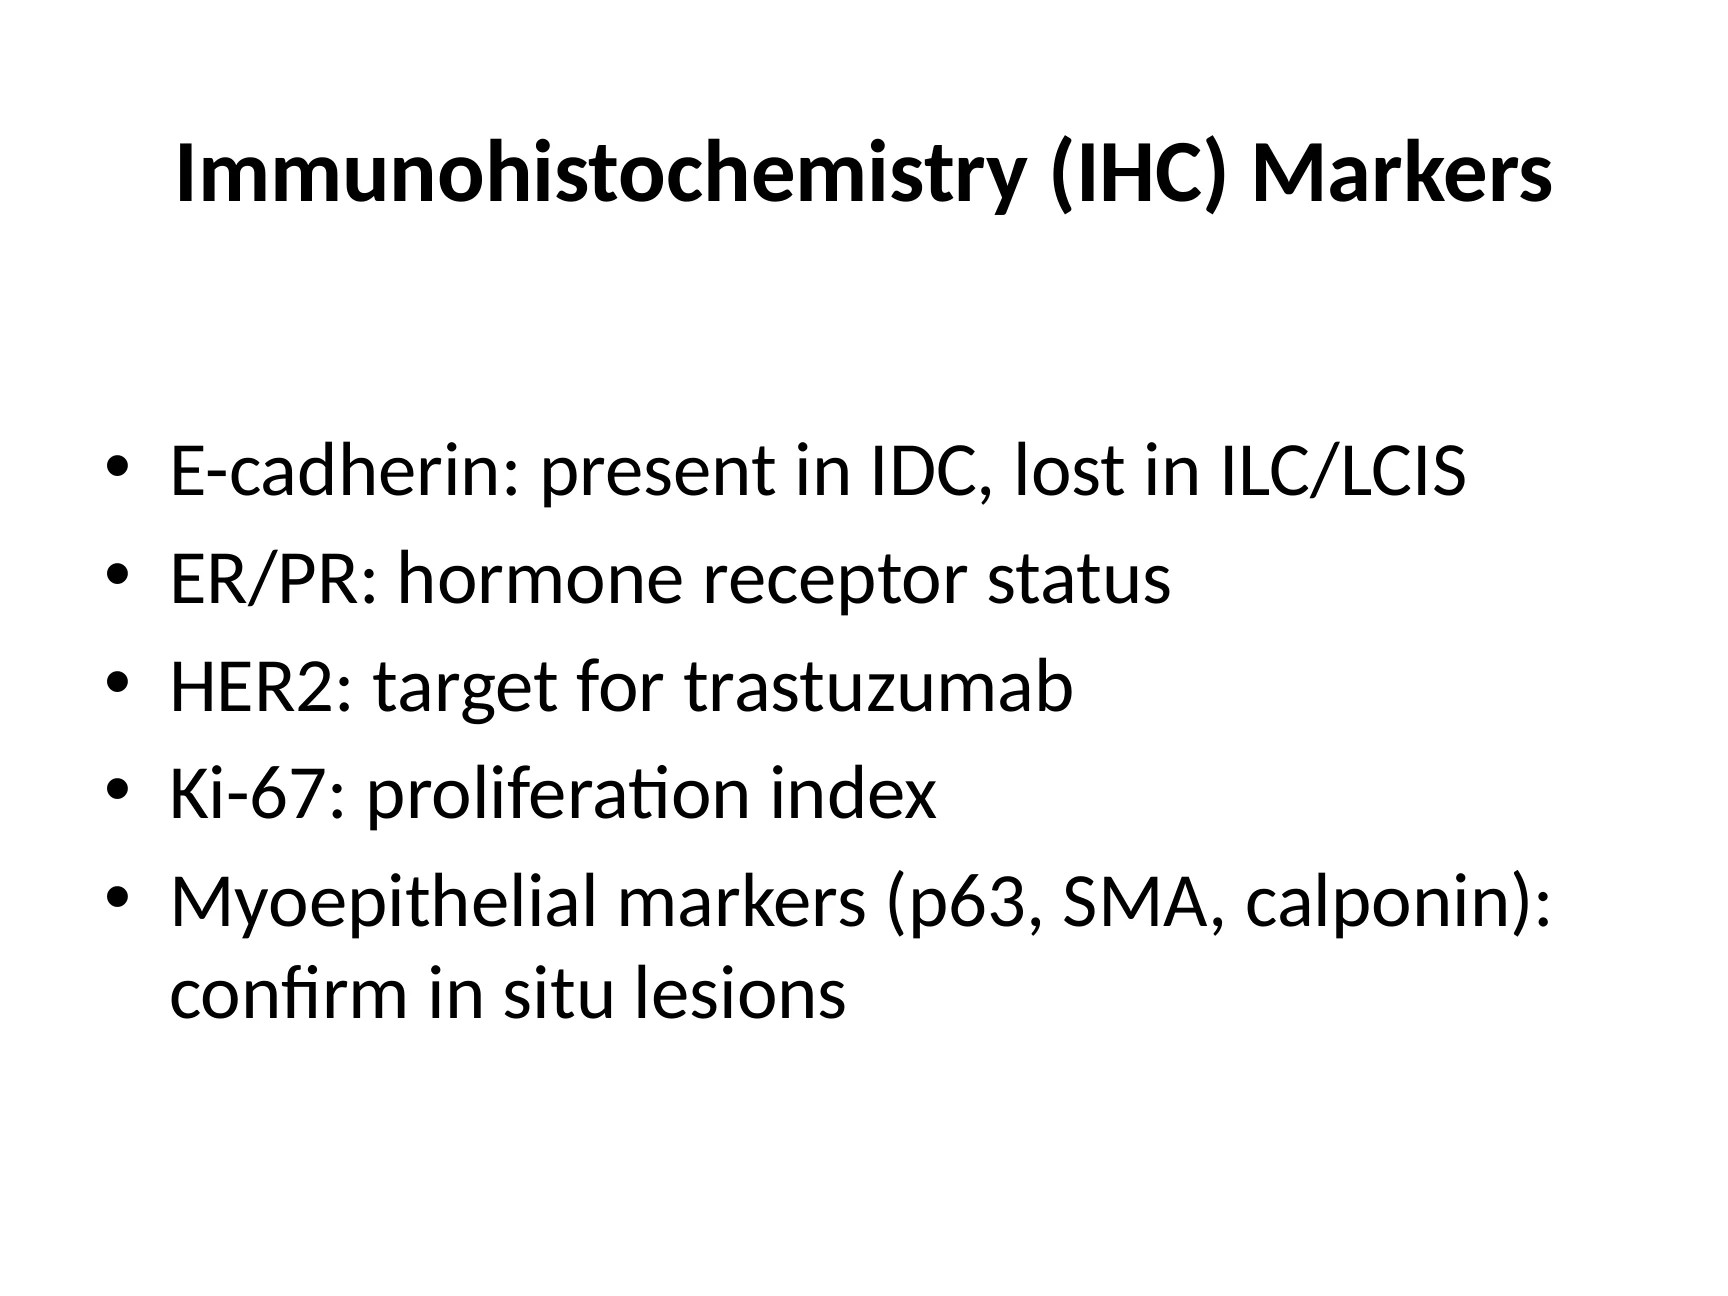 Immunohistochemistry (IHC) Markers
• E-cadherin: present in IDC, lost in ILC/LCIS
• ER/PR: hormone receptor status
• HER2: target for trastuzumab
• Ki-67: proliferation index
• Myoepithelial markers (p63, SMA, calponin):
confirm in situ lesions